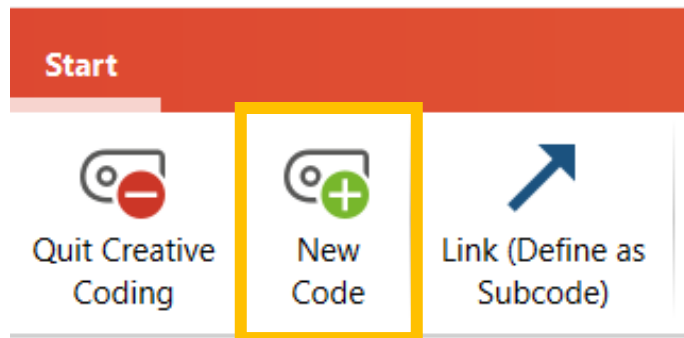 Start
Quit Creative
Coding
New
Code
Link (Define as
Subcode)